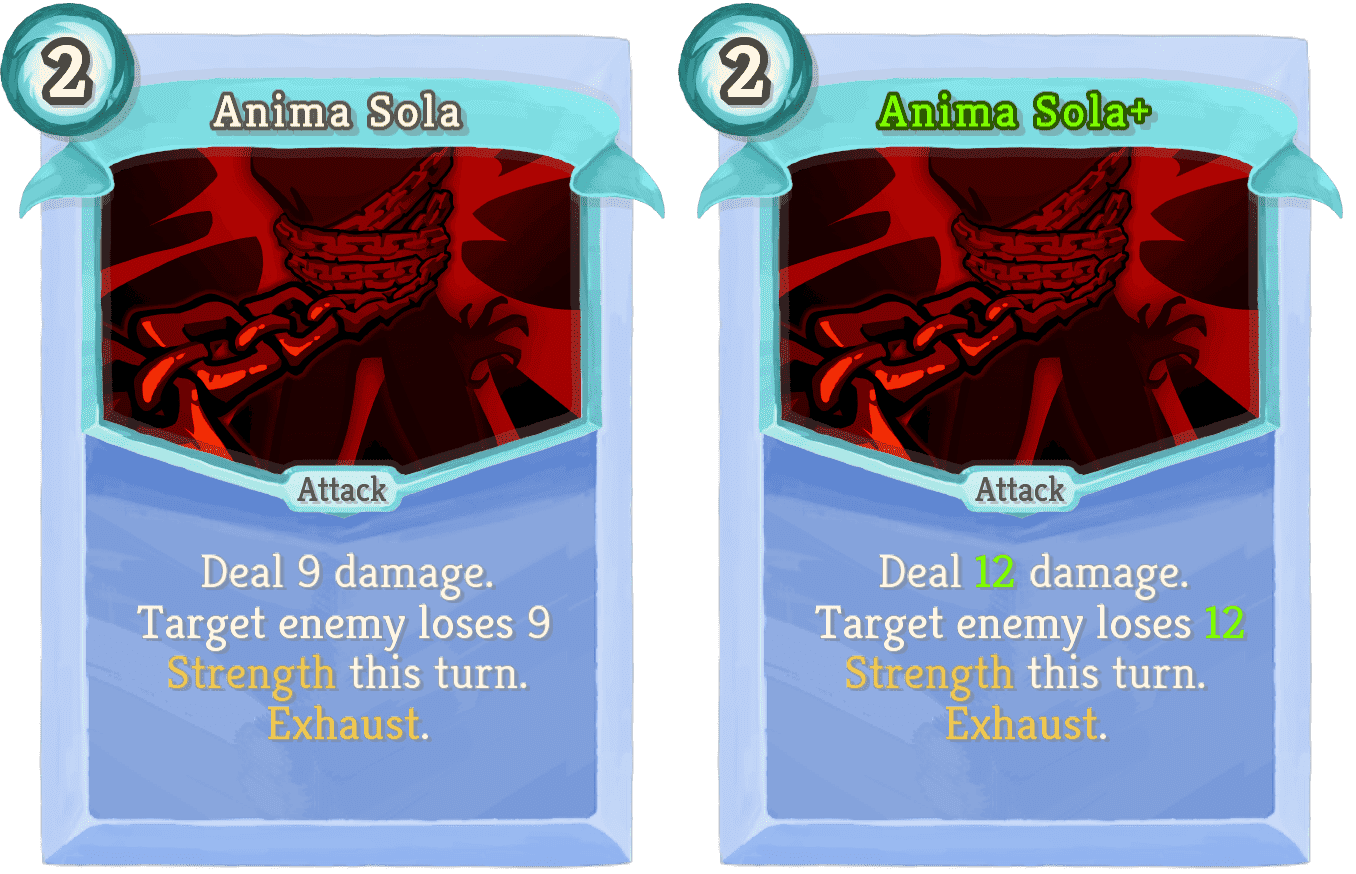 2
Anima Sola
Attack
Deal 9 damage.
Target enemy loses 9
Strength this turn.
Exhaust.
2
Anima Sola+
Attack
Deal 12 damage.
Target enemy loses 12
Strength this turn.
Exhaust.